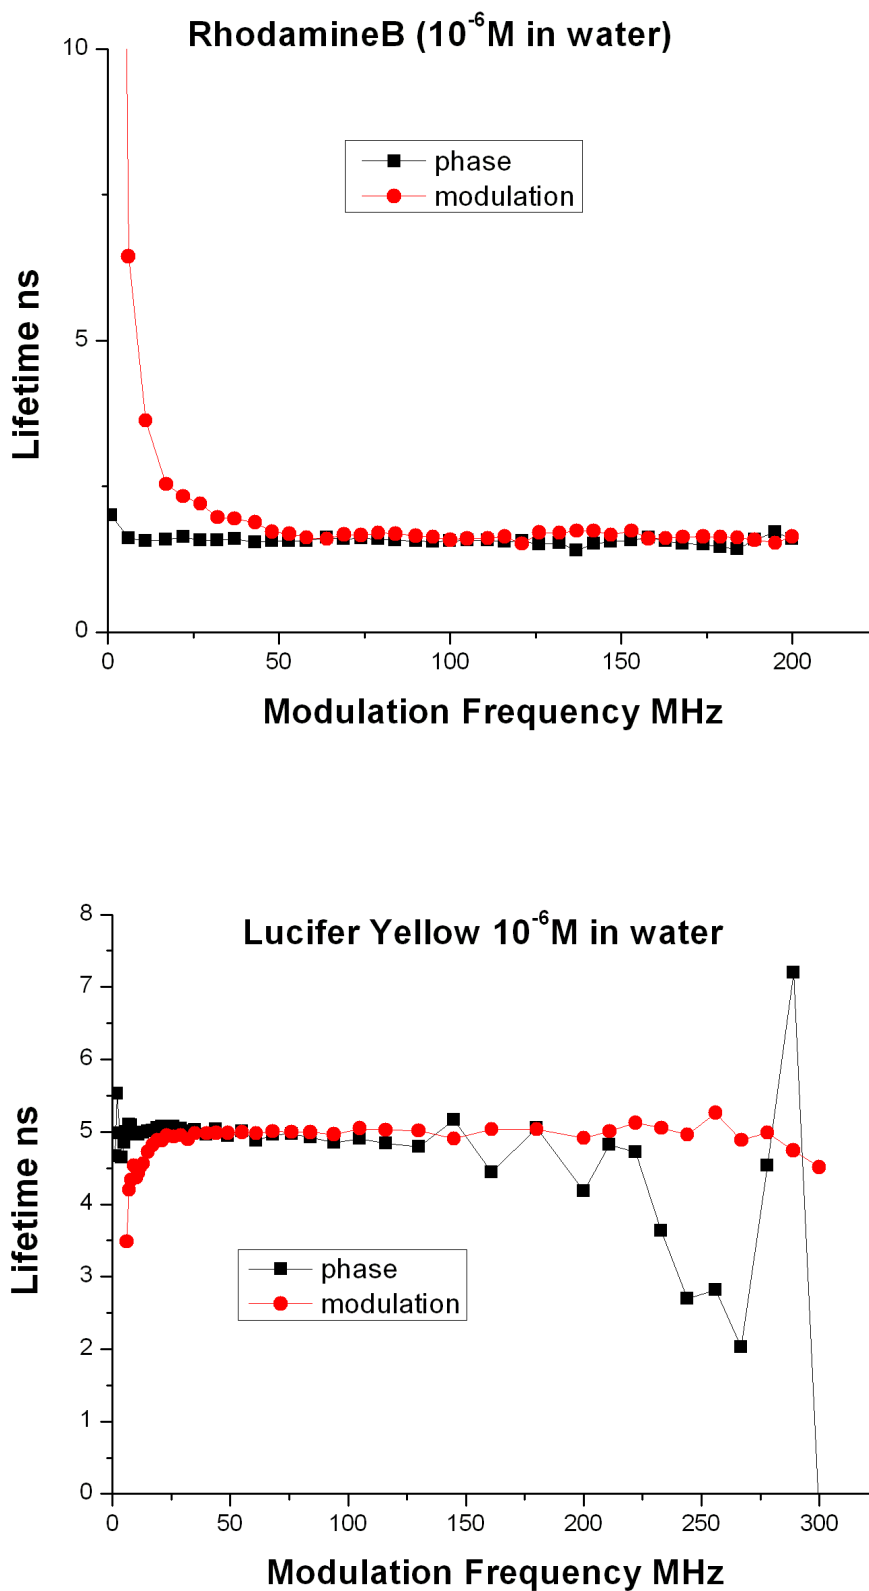 RhodamineB (10⁻⁶M in water)
10
phase
modulation
5
0
Lifetime ns
0 50 100 150 200
Modulation Frequency MHz
Lucifer Yellow 10⁻⁶M in water
8
7
6
5
4
3
2
1
0
phase
modulation
Lifetime ns
0 50 100 150 200 250 300
Modulation Frequency MHz